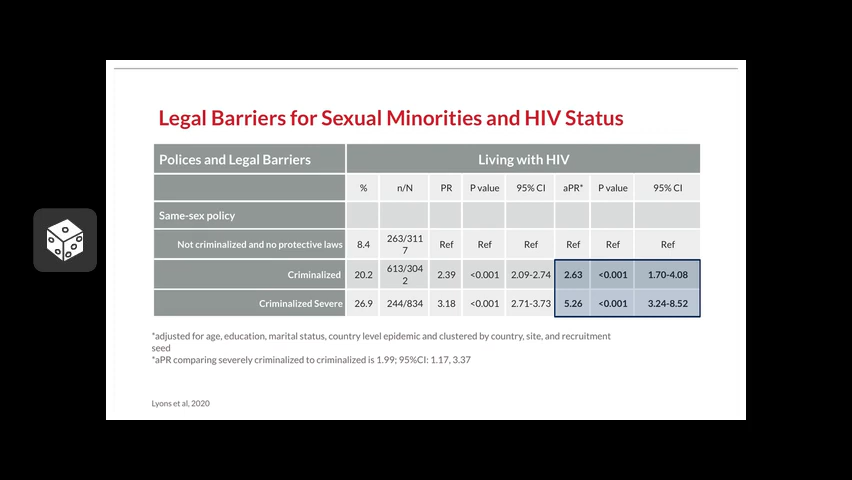 Legal Barriers for Sexual Minorities and HIV Status
Polices and Legal Barriers Living with HIV
% n/N PR P value 95% CI aPR* P value 95% CI
Same-sex policy
Not criminalized and no protective laws 8.4 263/311 Ref Ref Ref Ref Ref Ref
7
Criminalized 20.2 613/304 2.39 <0.001 2.09-2.74 2.63 <0.001 1.70-4.08
2
Criminalized Severe 26.9 244/834 3.18 <0.001 2.71-3.73 5.26 <0.001 3.24-8.52
*adjusted for age, education, marital status, country level epidemic and clustered by country, site, and recruitment
seed
*aPR comparing severely criminalized to criminalized is 1.99; 95%CI: 1.17, 3.37
Lyons et al, 2020